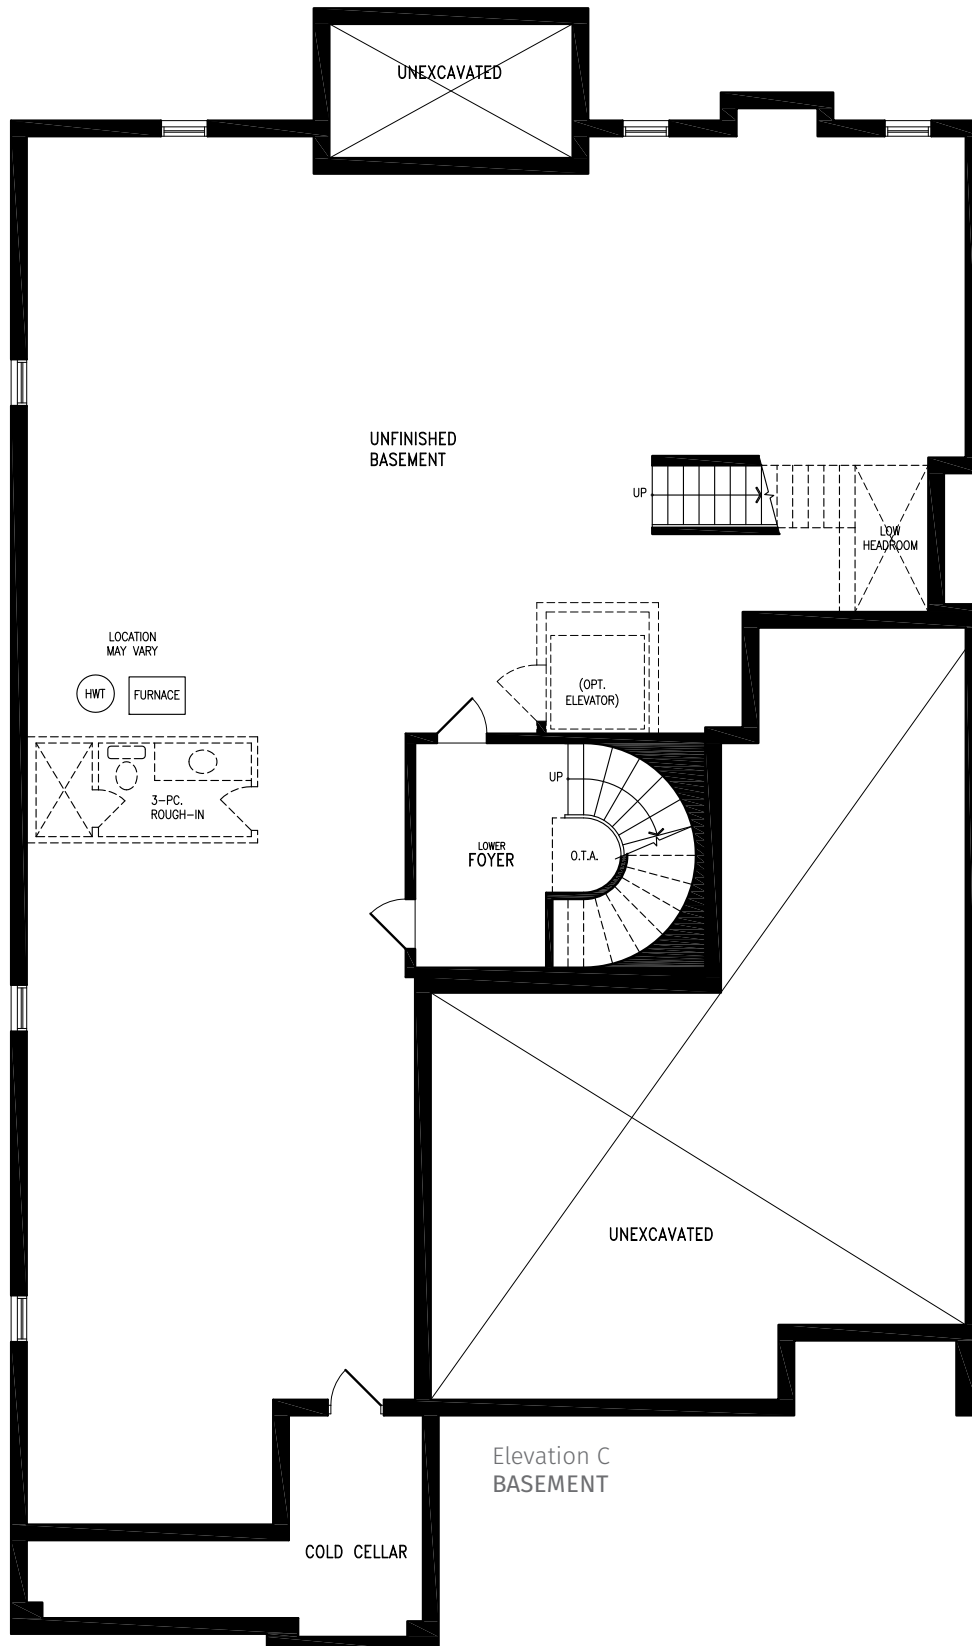 UNEXCAVATED
UNFINISHED
BASEMENT
UP
LOW
HEADROOM
LOCATION
MAY VARY
HWT
FURNACE
(OPT.
ELEVATOR)
UP
3-PC.
ROUGH-IN
LOWER
FOYER
O.T.A.
UNEXCAVATED
Elevation C
BASEMENT
COLD CELLAR